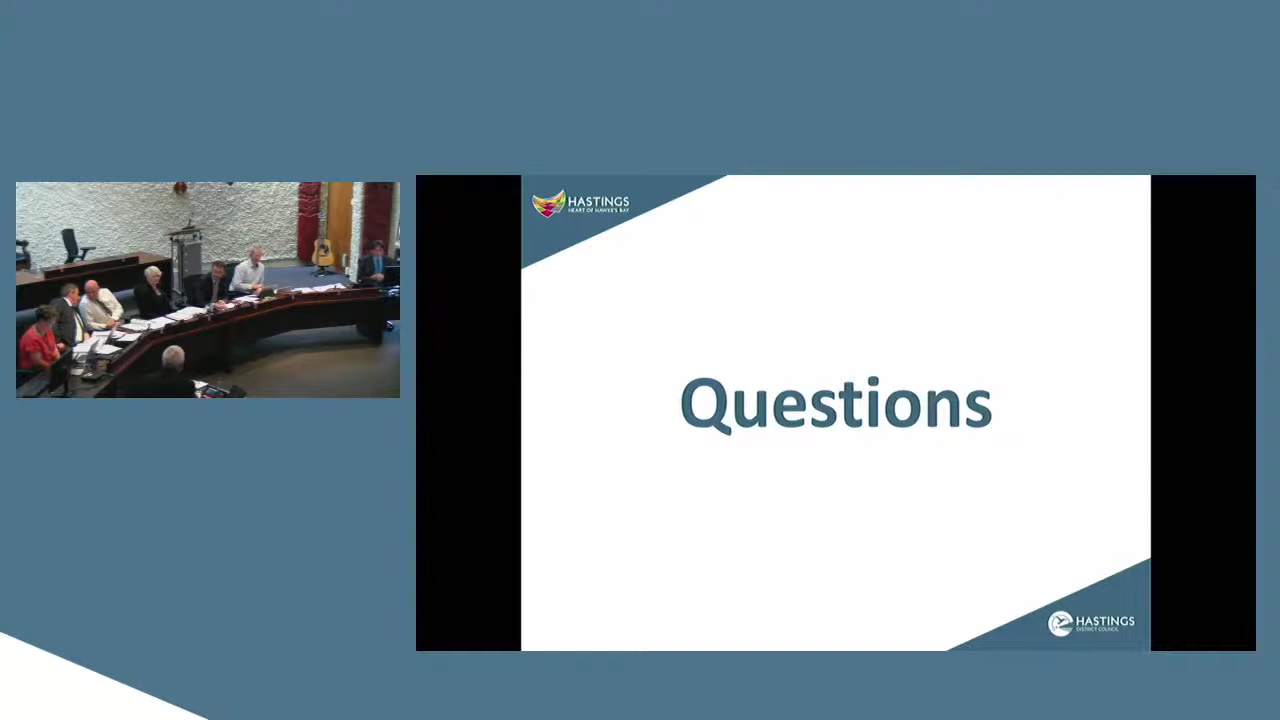 HASTINGS
HEART OF HAWKE'S BAY
Questions
HASTINGS
DISTRICT COUNCIL